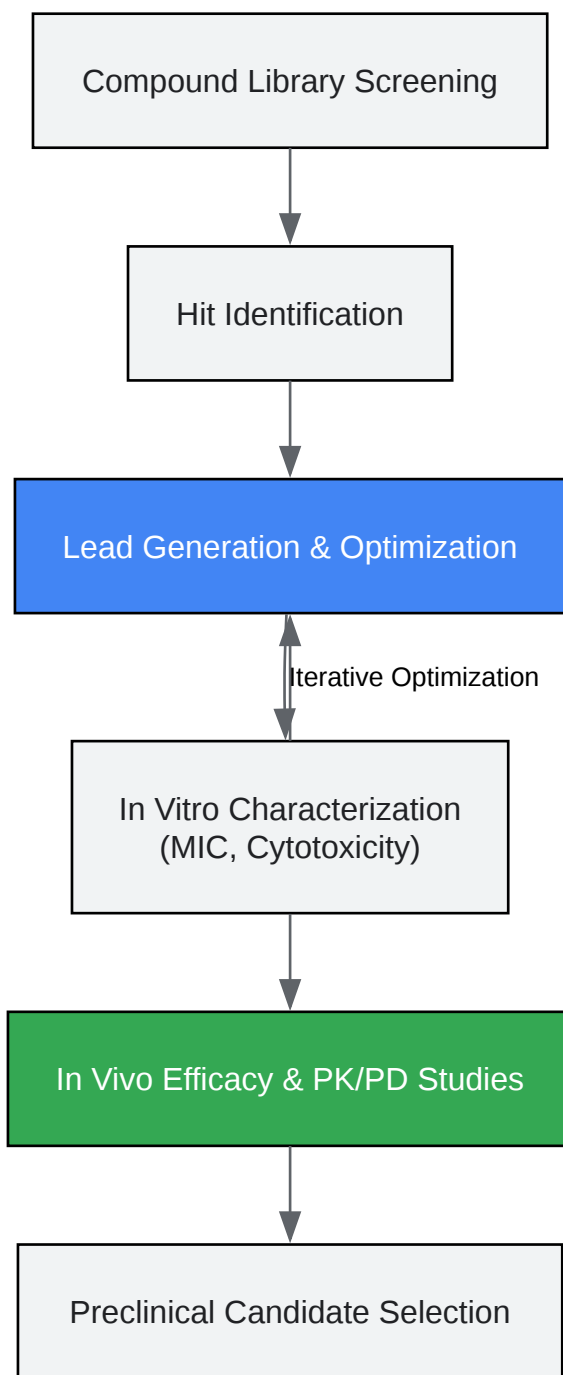 Compound Library Screening
Hit Identification
Lead Generation & Optimization
Iterative Optimization
In Vitro Characterization
(MIC, Cytotoxicity)
In Vivo Efficacy & PK/PD Studies
Preclinical Candidate Selection